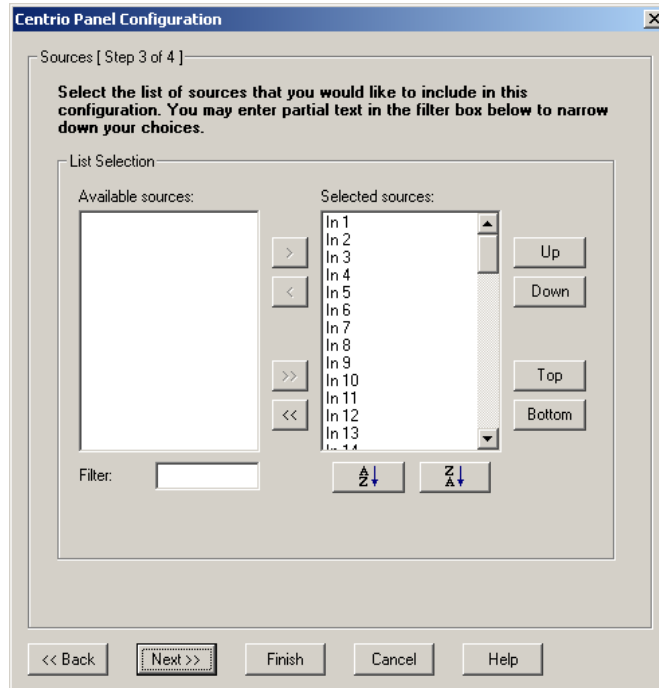 Centrio Panel Configuration
Sources [ Step 3 of 4 ]
Select the list of sources that you would like to include in this
configuration. You may enter partial text in the filter box below to narrow
down your choices.
List Selection
Available sources:
Selected sources:
In 1
In 2
In 3
In 4
In 5
In 6
In 7
In 8
In 9
In 10
In 11
In 12
In 13
In 14
>
<
>>
<<
Up
Down
Top
Bottom
Filter:
A
Z
Z
A
<< Back
Next >>
Finish
Cancel
Help